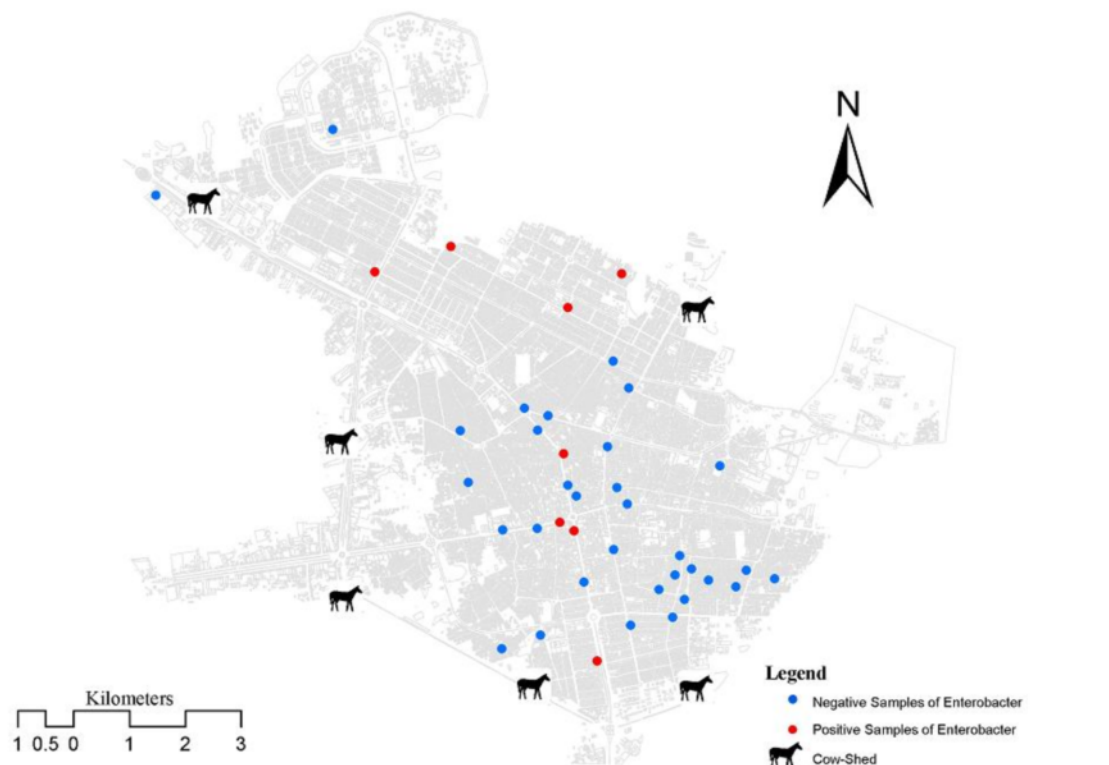 N
Kilometers
1 0.5 0 1 2 3
Legend
Negative Samples of Enterobacter
Positive Samples of Enterobacter
Cow-Shed